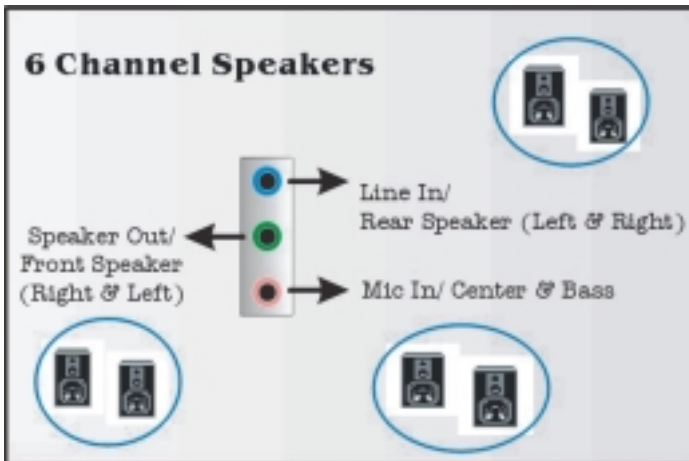 6 Channel Speakers
Line In/
Rear Speaker (Left & Right)
Speaker Out/
Front Speaker
(Right & Left)
Mic In/ Center & Bass